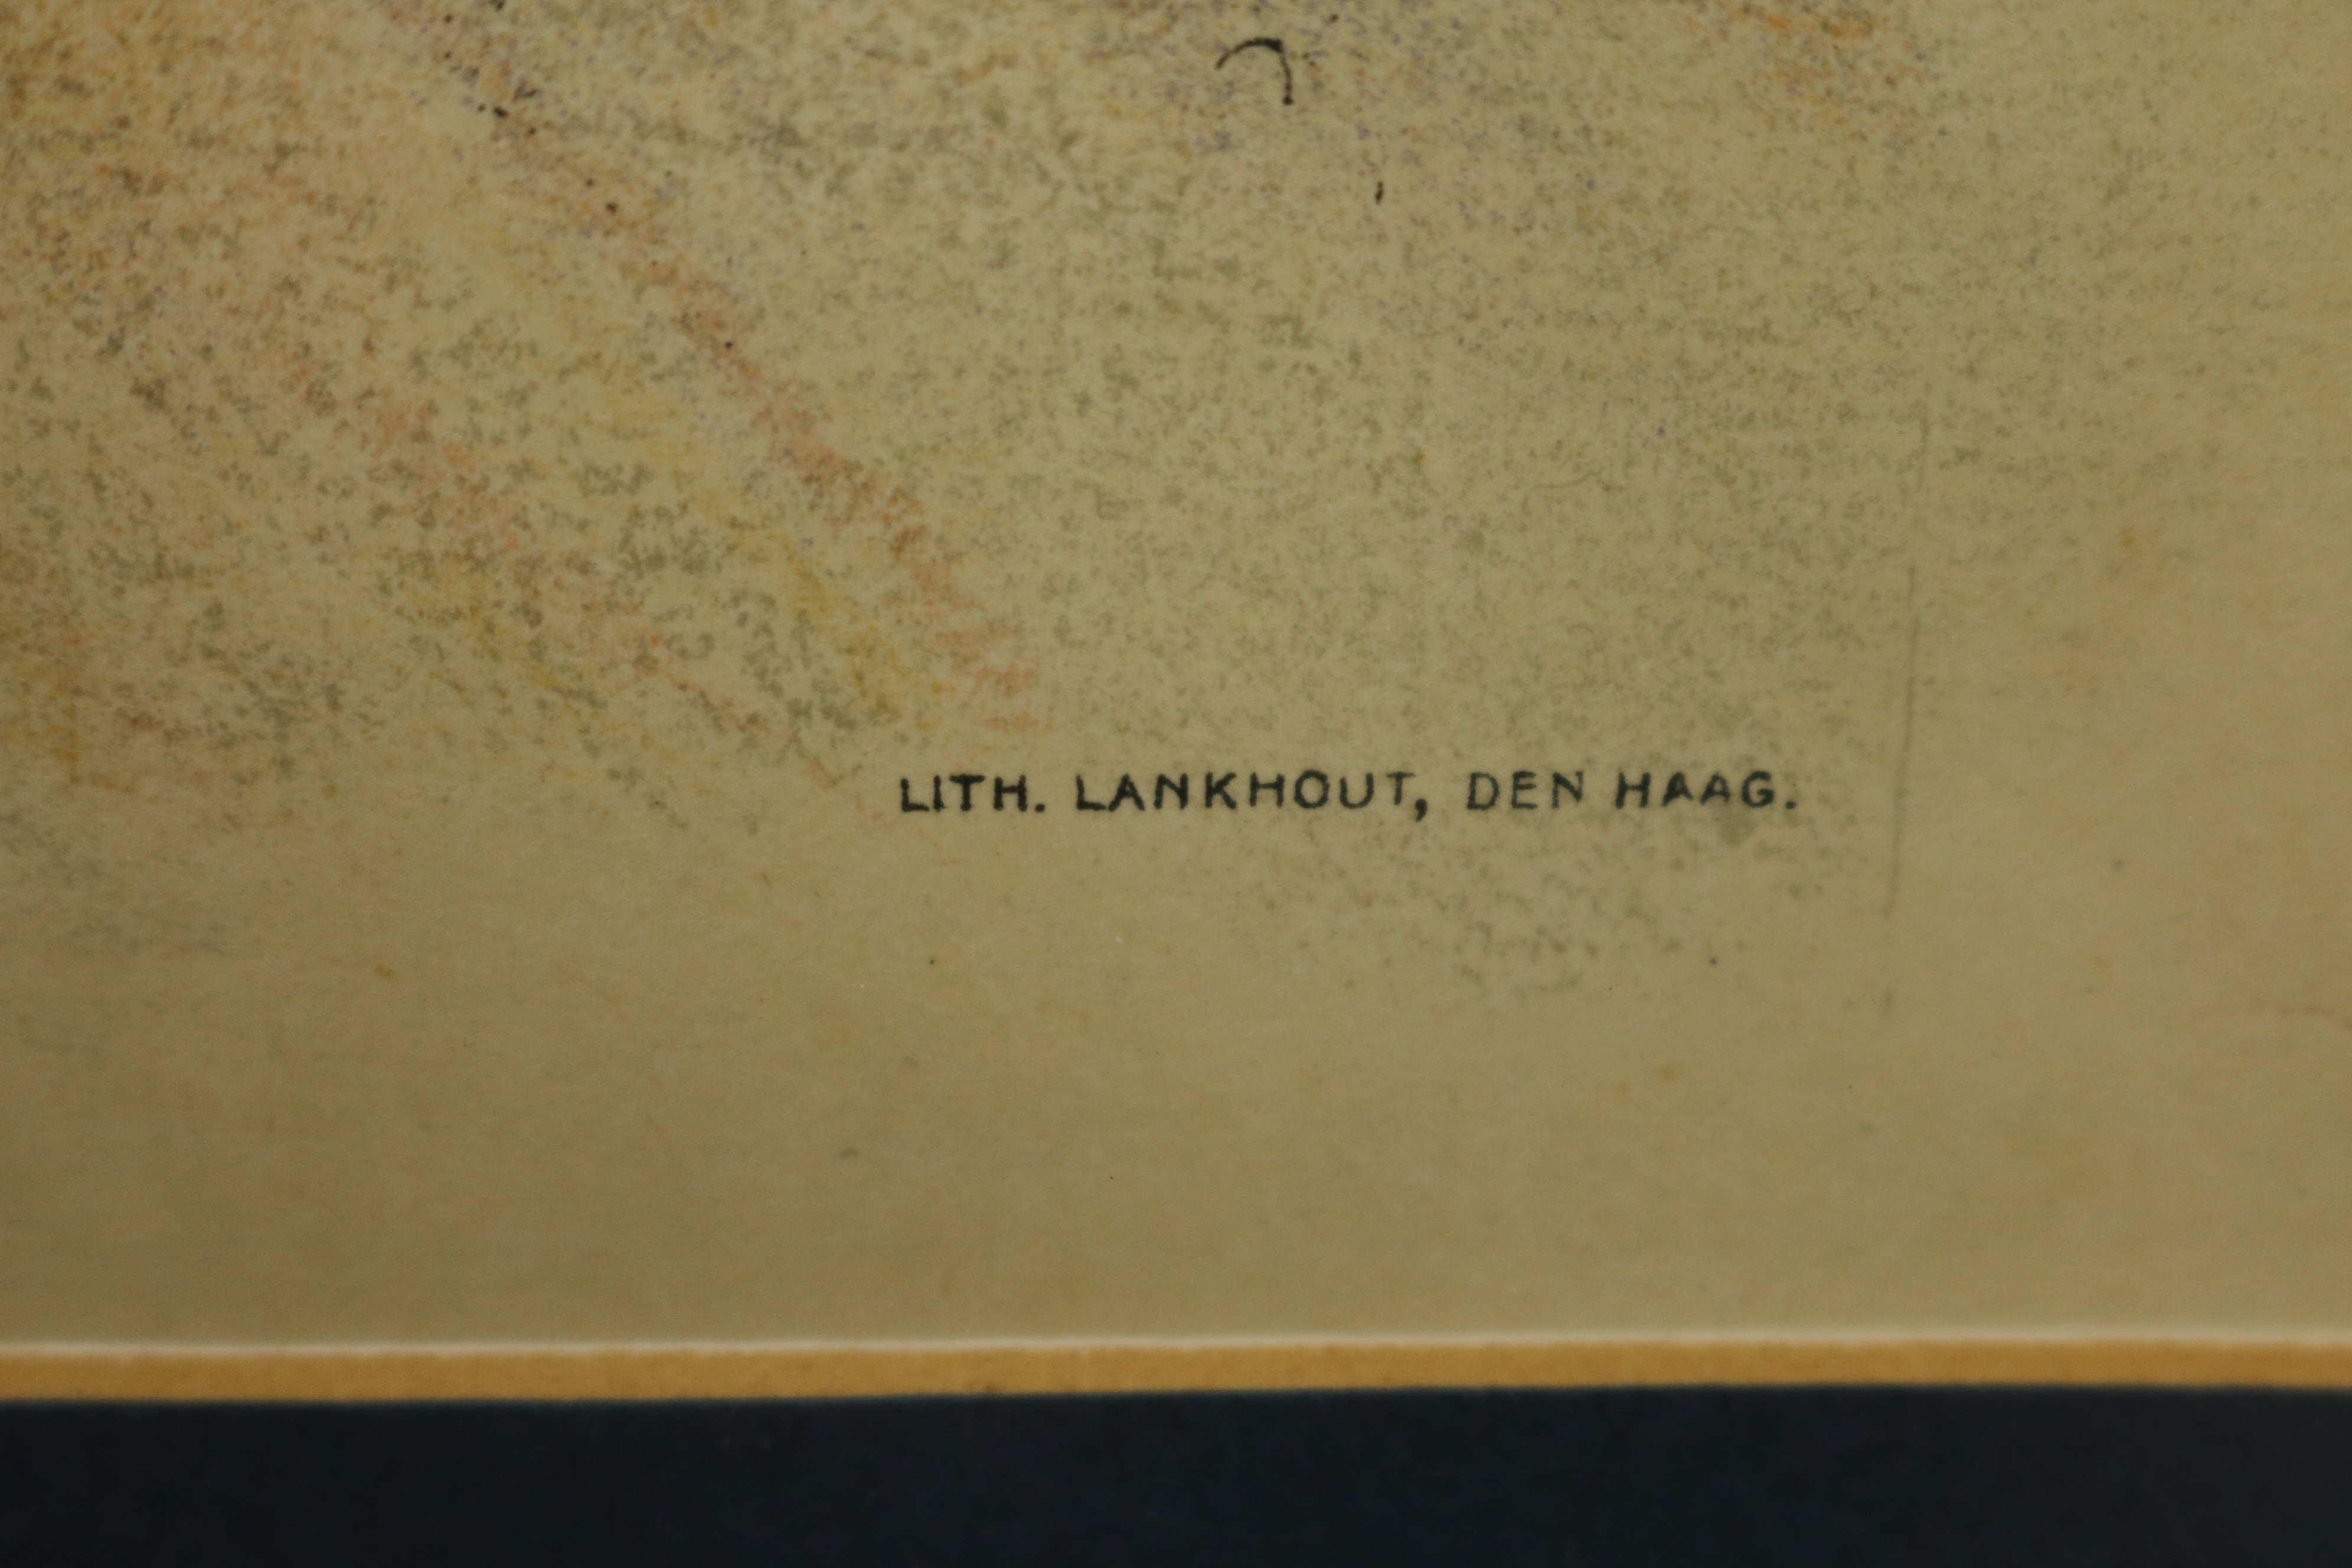 LITH. LANKHOUT, DEN HAAG.